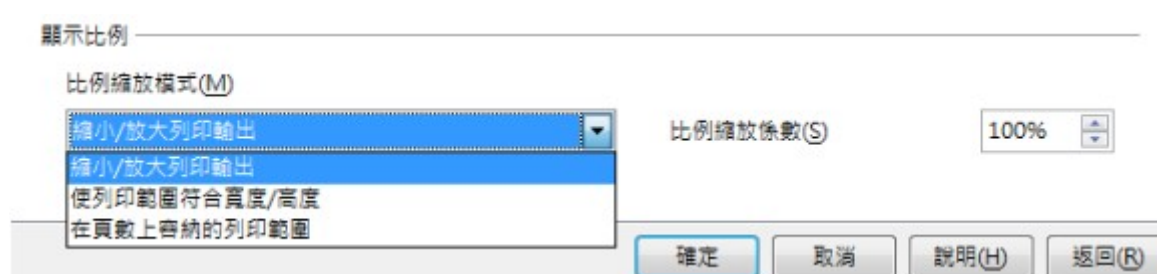 顯示比例
比例縮放模式(M)
縮小/放大列印輸出
比例縮放係數(S)
100%
縮小/放大列印輸出
使列印範圍符合寬度/高度
在頁數上容納的列印範圍
確定
取消
說明(H)
返回(R)